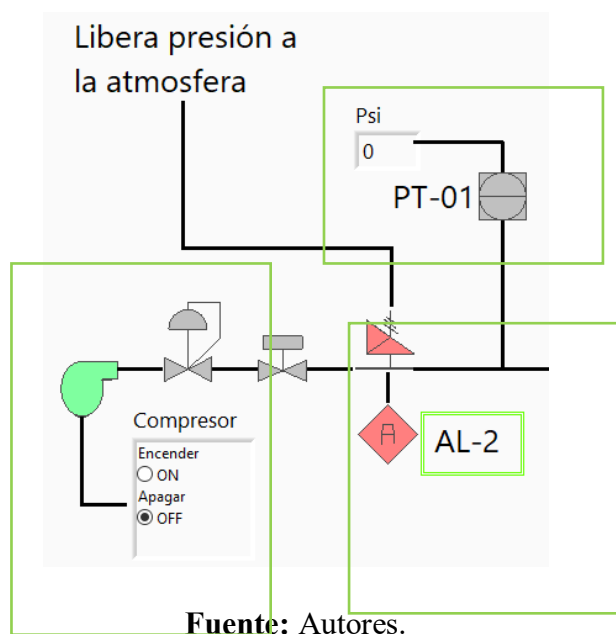 Libera presión a
la atmosfera
Psi
0
PT-01
Compresor
Encender
ON
Apagar
OFF
A
AL-2
Fuente: Autores.